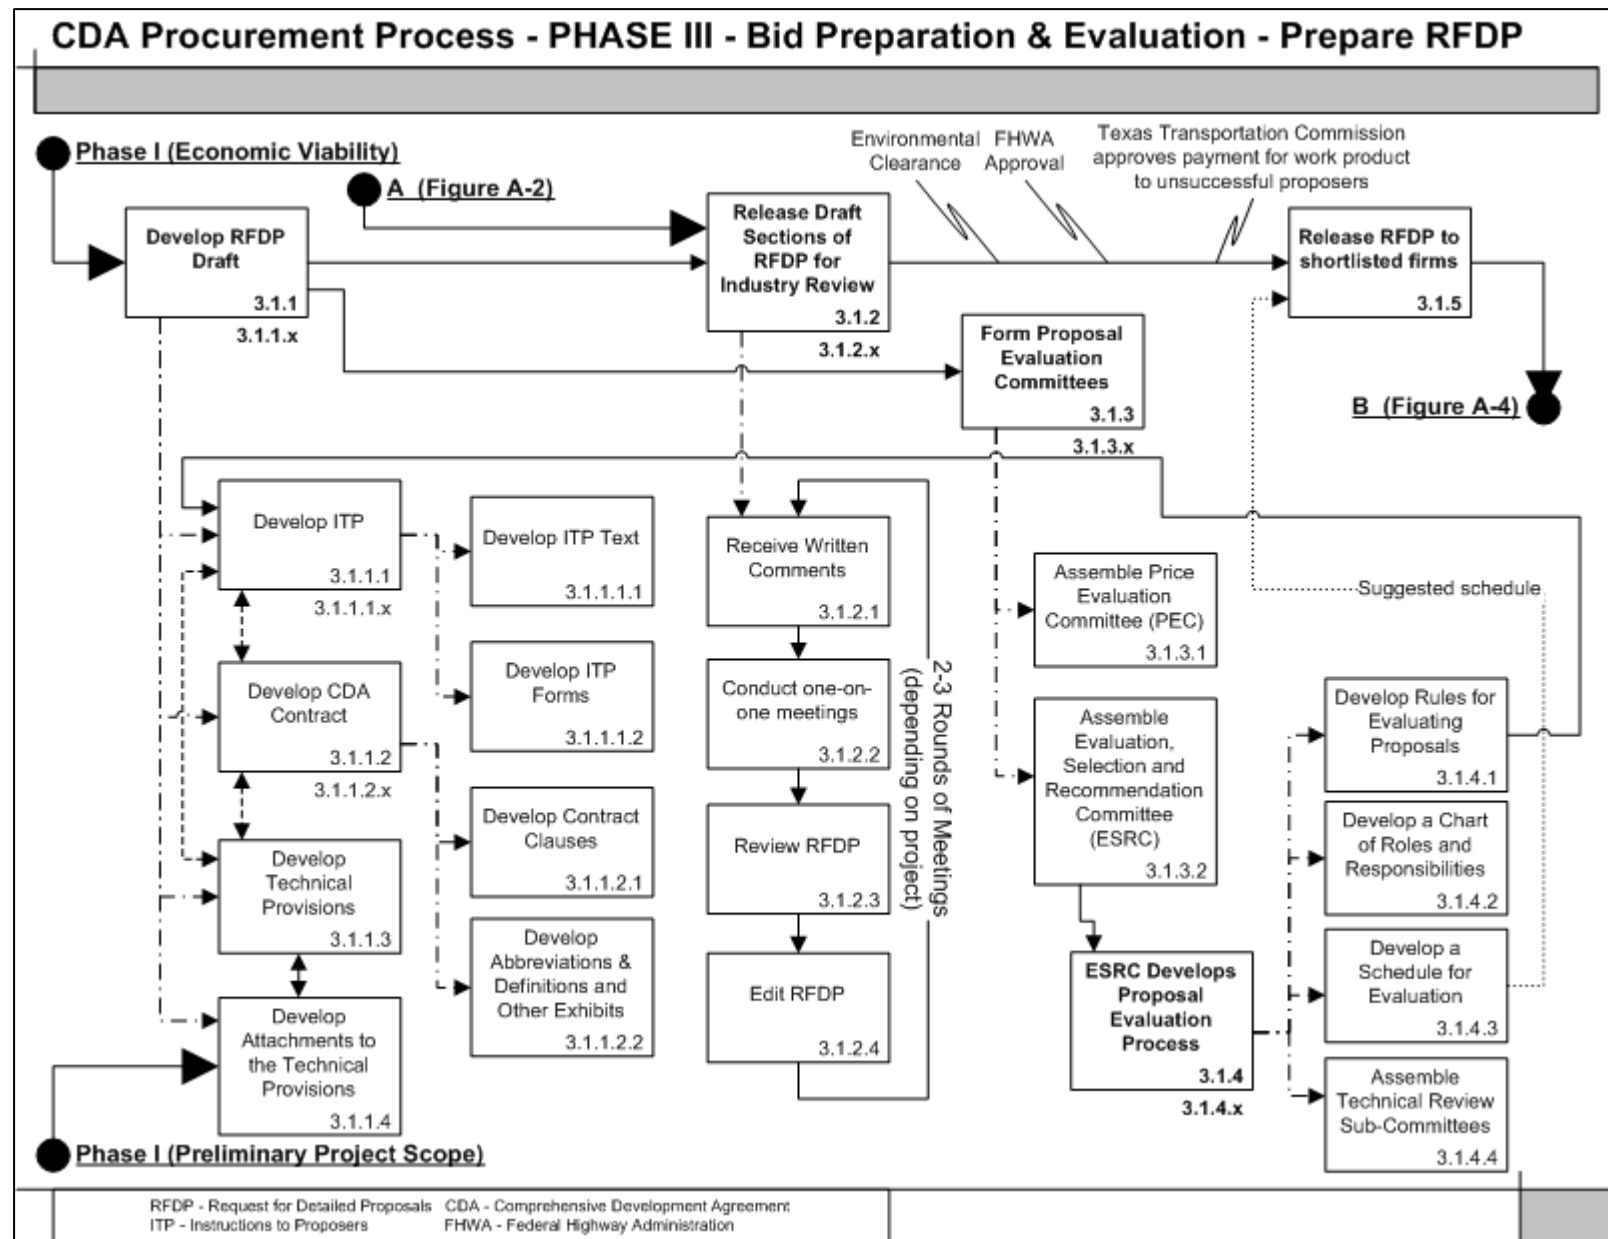 CDA Procurement Process - PHASE III - Bid Preparation & Evaluation - Prepare RFDP
Phase I (Economic Viability)
A (Figure A-2)
Environmental
Clearance
FHWA
Approval
Texas Transportation Commission
approves payment for work product
to unsuccessful proposers
Develop RFDP
Draft
3.1.1
3.1.1.x
Release Draft
Sections of
RFDP for
Industry Review
3.1.2
3.1.2.x
Release RFDP to
shortlisted firms
3.1.5
Form Proposal
Evaluation
Committees
3.1.3
3.1.3.x
B (Figure A-4)
Develop ITP
3.1.1.1
3.1.1.1.x
Develop ITP Text
3.1.1.1.1
Develop ITP
Forms
3.1.1.1.2
Develop CDA
Contract
3.1.1.2
3.1.1.2.x
Develop Contract
Clauses
3.1.1.2.1
Develop
Technical
Provisions
3.1.1.3
Develop
Abbreviations &
Definitions and
Other Exhibits
3.1.1.2.2
Develop
Attachments to
the Technical
Provisions
3.1.1.4
Phase I (Preliminary Project Scope)
Receive Written
Comments
3.1.2.1
Conduct one-on-
one meetings
3.1.2.2
Review RFDP
3.1.2.3
Edit RFDP
3.1.2.4
2-3 Rounds of Meetings
(depending on project)
Assemble Price
Evaluation
Committee (PEC)
3.1.3.1
Assemble
Evaluation,
Selection and
Recommendation
Committee
(ESRC)
3.1.3.2
ESRC Develops
Proposal
Evaluation
Process
3.1.4
3.1.4.x
Suggested schedule
Develop Rules for
Evaluating
Proposals
3.1.4.1
Develop a Chart
of Roles and
Responsibilities
3.1.4.2
Develop a
Schedule for
Evaluation
3.1.4.3
Assemble
Technical Review
Sub-Committees
3.1.4.4
RFDP - Request for Detailed Proposals CDA - Comprehensive Development Agreement
ITP - Instructions to Proposers FHWA - Federal Highway Administration